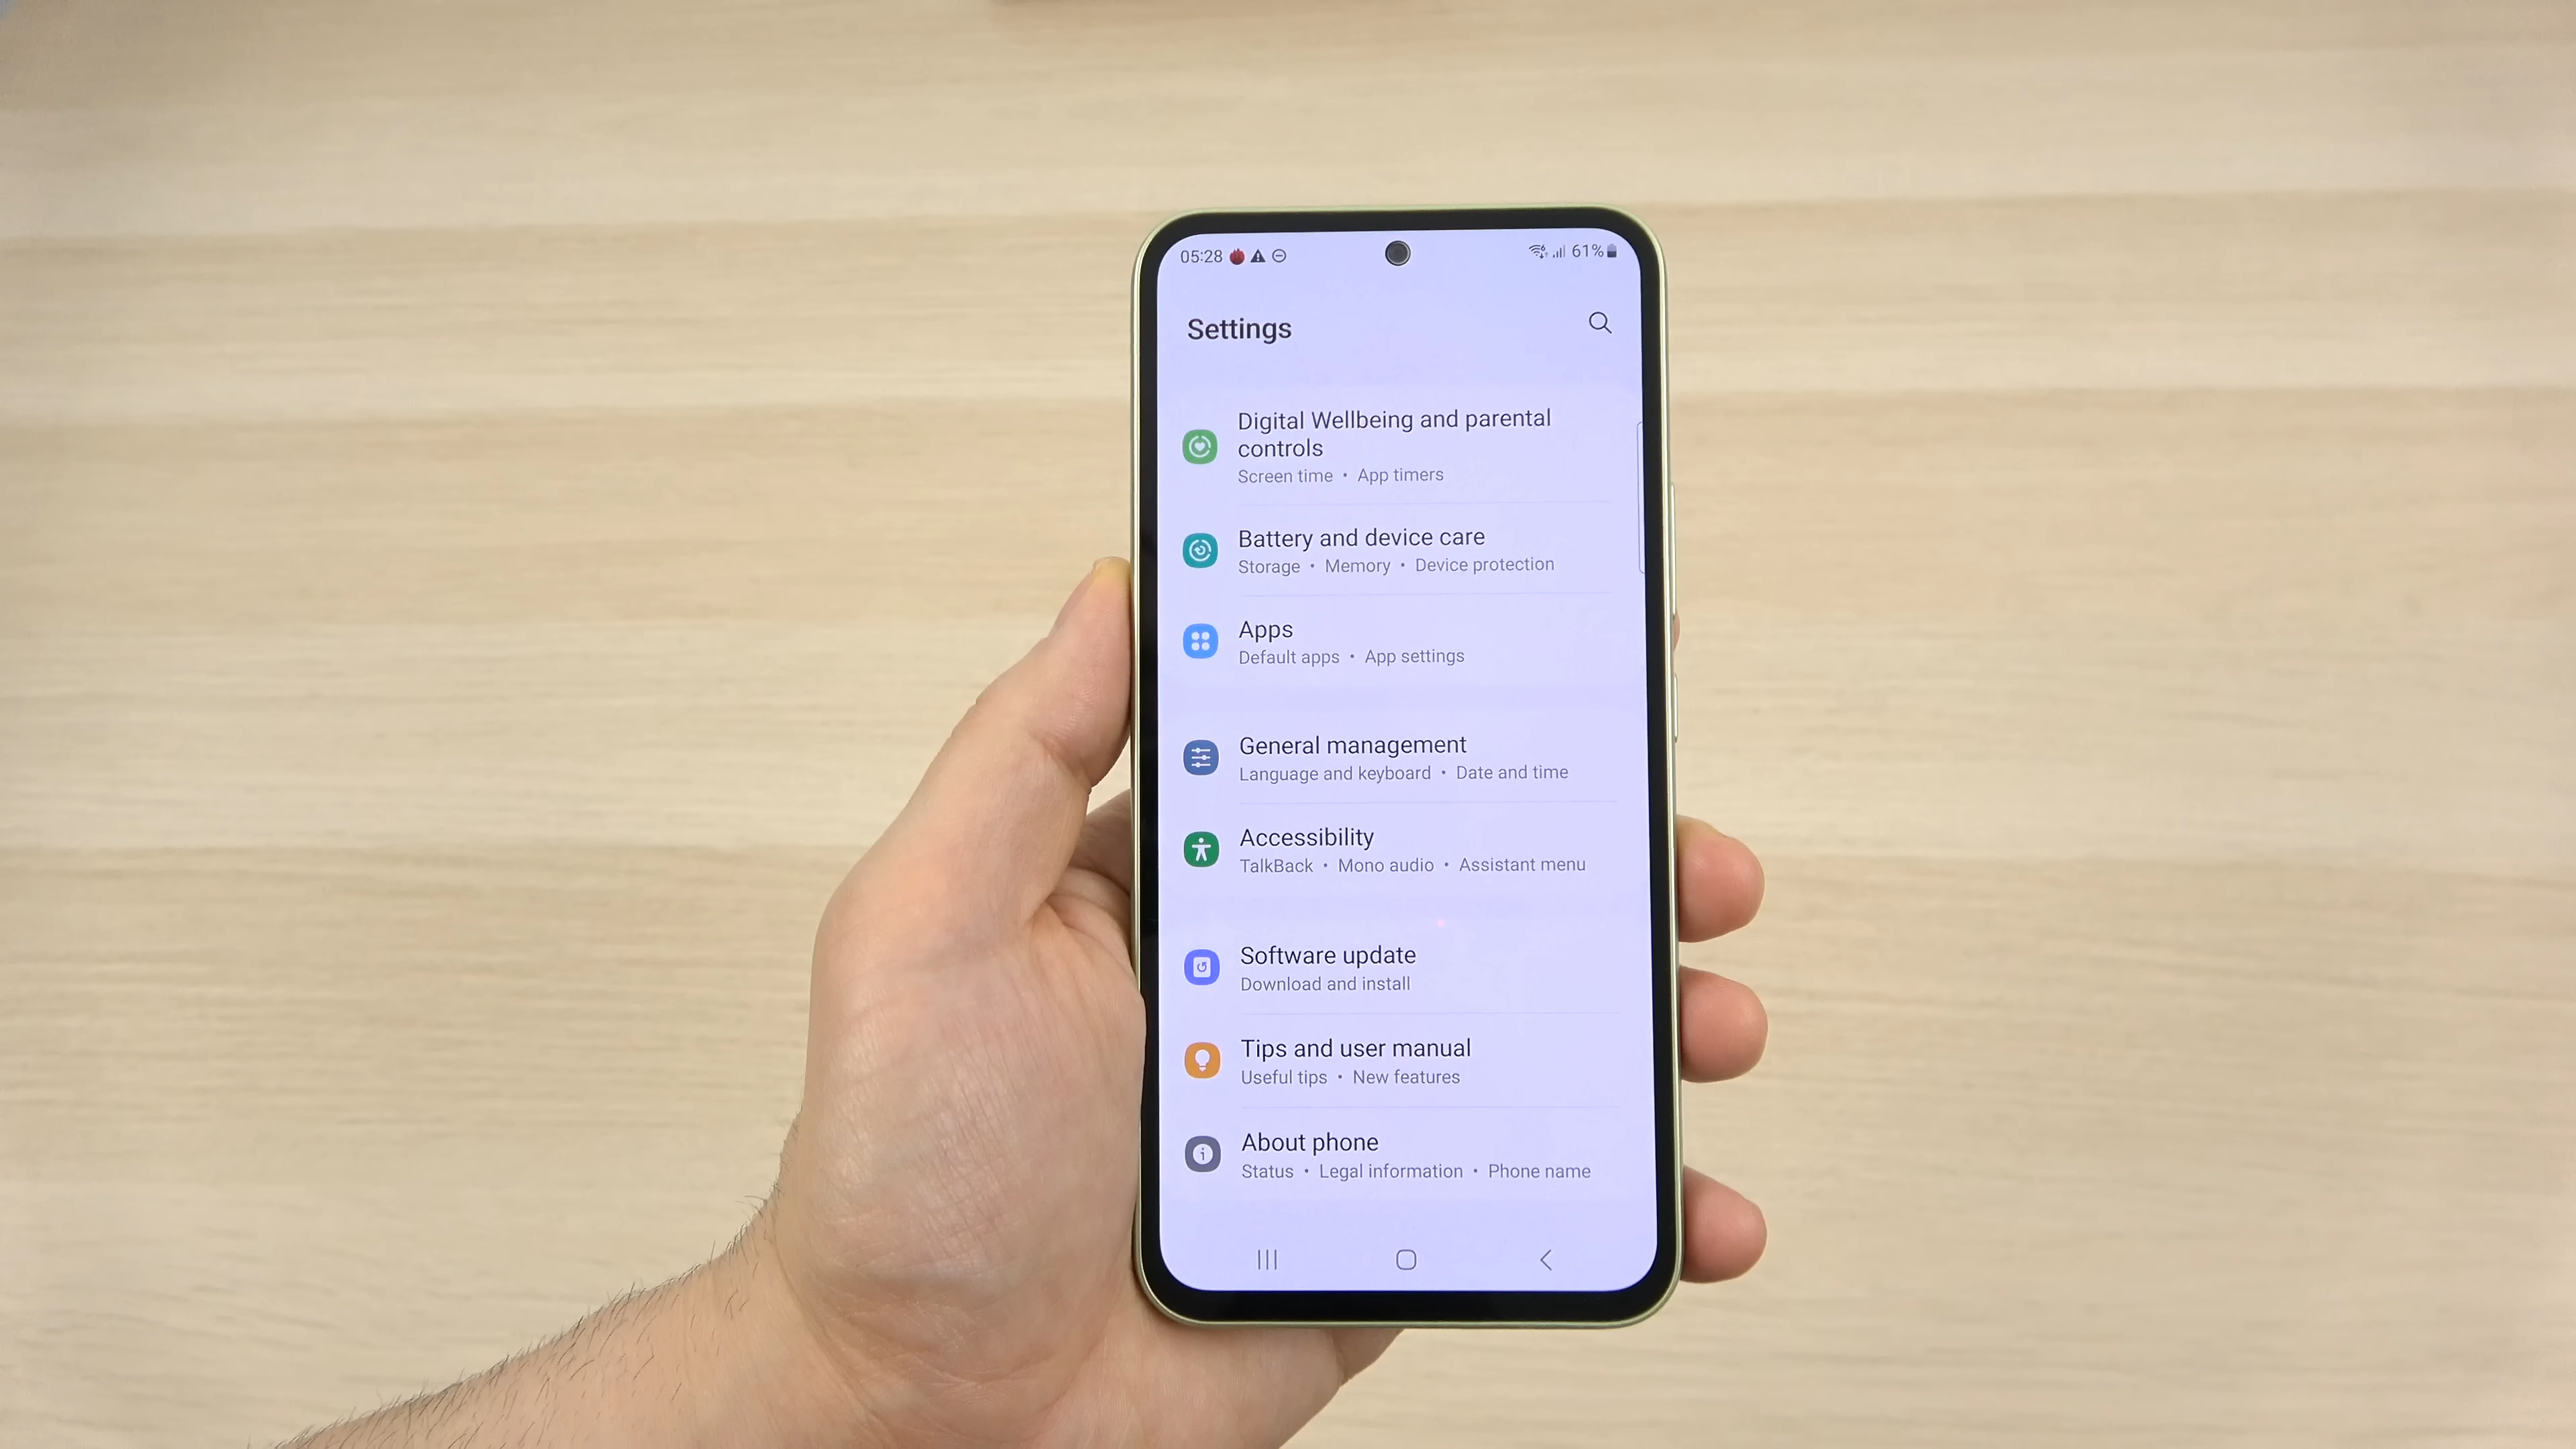 05:28
61%
Settings
Digital Wellbeing and parental
controls
Screen time • App timers
Battery and device care
Storage • Memory • Device protection
Apps
Default apps • App settings
General management
Language and keyboard • Date and time
Accessibility
TalkBack • Mono audio • Assistant menu
Software update
Download and install
Tips and user manual
Useful tips • New features
About phone
Status • Legal information • Phone name